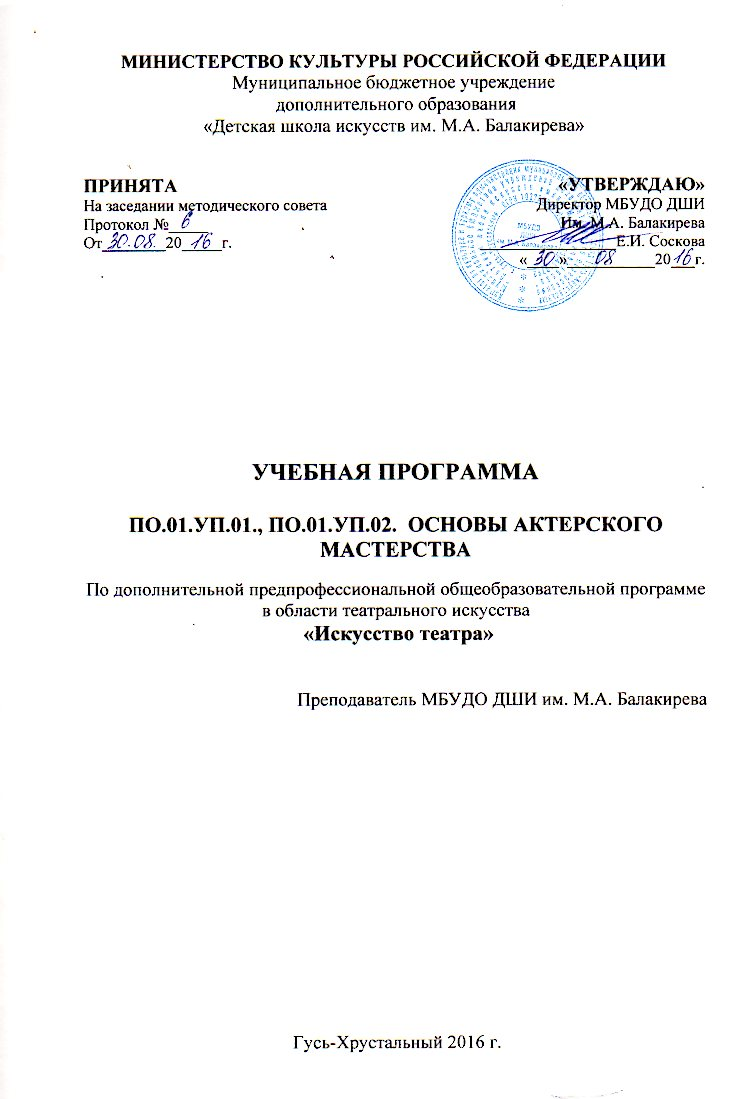 МИНИСТЕРСТВО КУЛЬТУРЫ РОССИЙСКОЙ ФЕДЕРАЦИИ
Муниципальное бюджетное учреждение
дополнительного образования
«Детская школа искусств им. М.А. Балакирева»
ПРИНЯТА
На заседании методического совета
Протокол № 6
От 30.08 20 16 г.
«УТВЕРЖДАЮ»
Директор МБУДО ДШИ
Им. М.А. Балакирева
Е.И. Соскова
« 30 » 08 20 16 г.
МБУДО
УЧЕБНАЯ ПРОГРАММА
ПО.01.УП.01., ПО.01.УП.02. ОСНОВЫ АКТЕРСКОГО
МАСТЕРСТВА
По дополнительной предпрофессиональной общеобразовательной программе
в области театрального искусства
«Искусство театра»
Преподаватель МБУДО ДШИ им. М.А. Балакирева
Гусь-Хрустальный 2016 г.